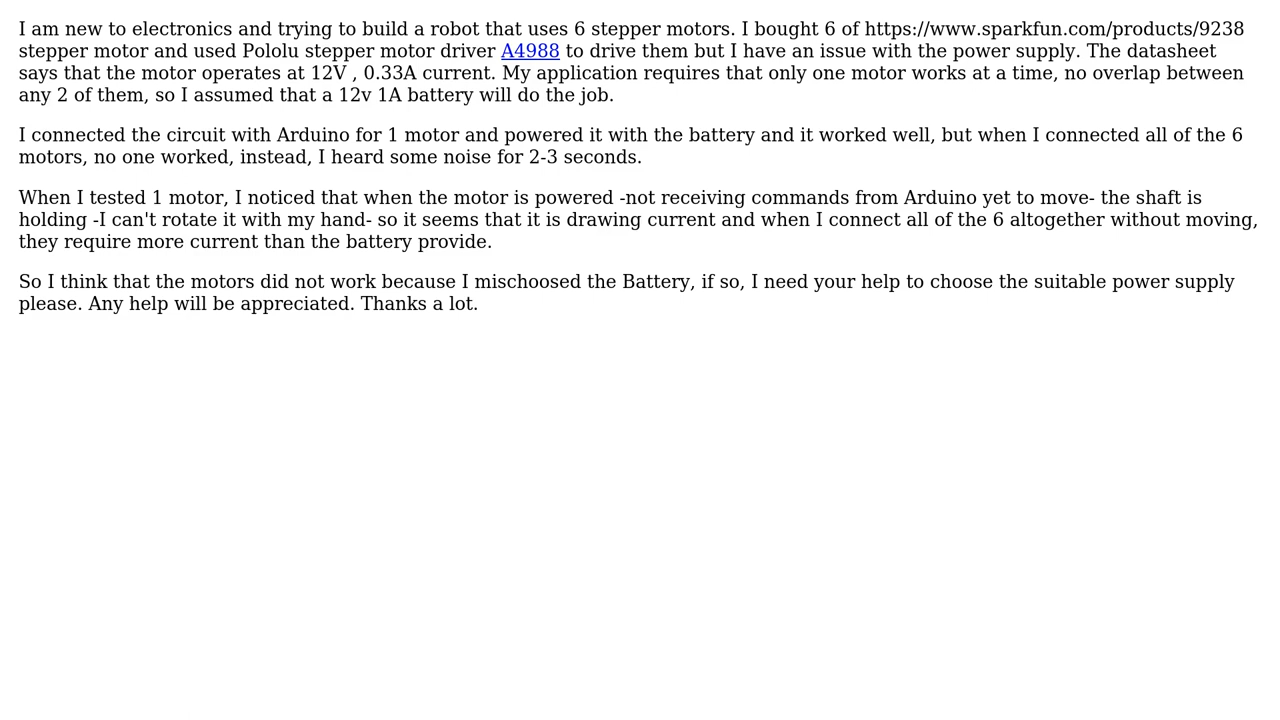 I am new to electronics and trying to build a robot that uses 6 stepper motors. I bought 6 of https://www.sparkfun.com/products/9238
stepper motor and used Pololu stepper motor driver A4988 to drive them but I have an issue with the power supply. The datasheet
says that the motor operates at 12V , 0.33A current. My application requires that only one motor works at a time, no overlap between
any 2 of them, so I assumed that a 12v 1A battery will do the job.
I connected the circuit with Arduino for 1 motor and powered it with the battery and it worked well, but when I connected all of the 6
motors, no one worked, instead, I heard some noise for 2-3 seconds.
When I tested 1 motor, I noticed that when the motor is powered -not receiving commands from Arduino yet to move- the shaft is
holding -I can't rotate it with my hand- so it seems that it is drawing current and when I connect all of the 6 altogether without moving,
they require more current than the battery provide.
So I think that the motors did not work because I mischoosed the Battery, if so, I need your help to choose the suitable power supply
please. Any help will be appreciated. Thanks a lot.